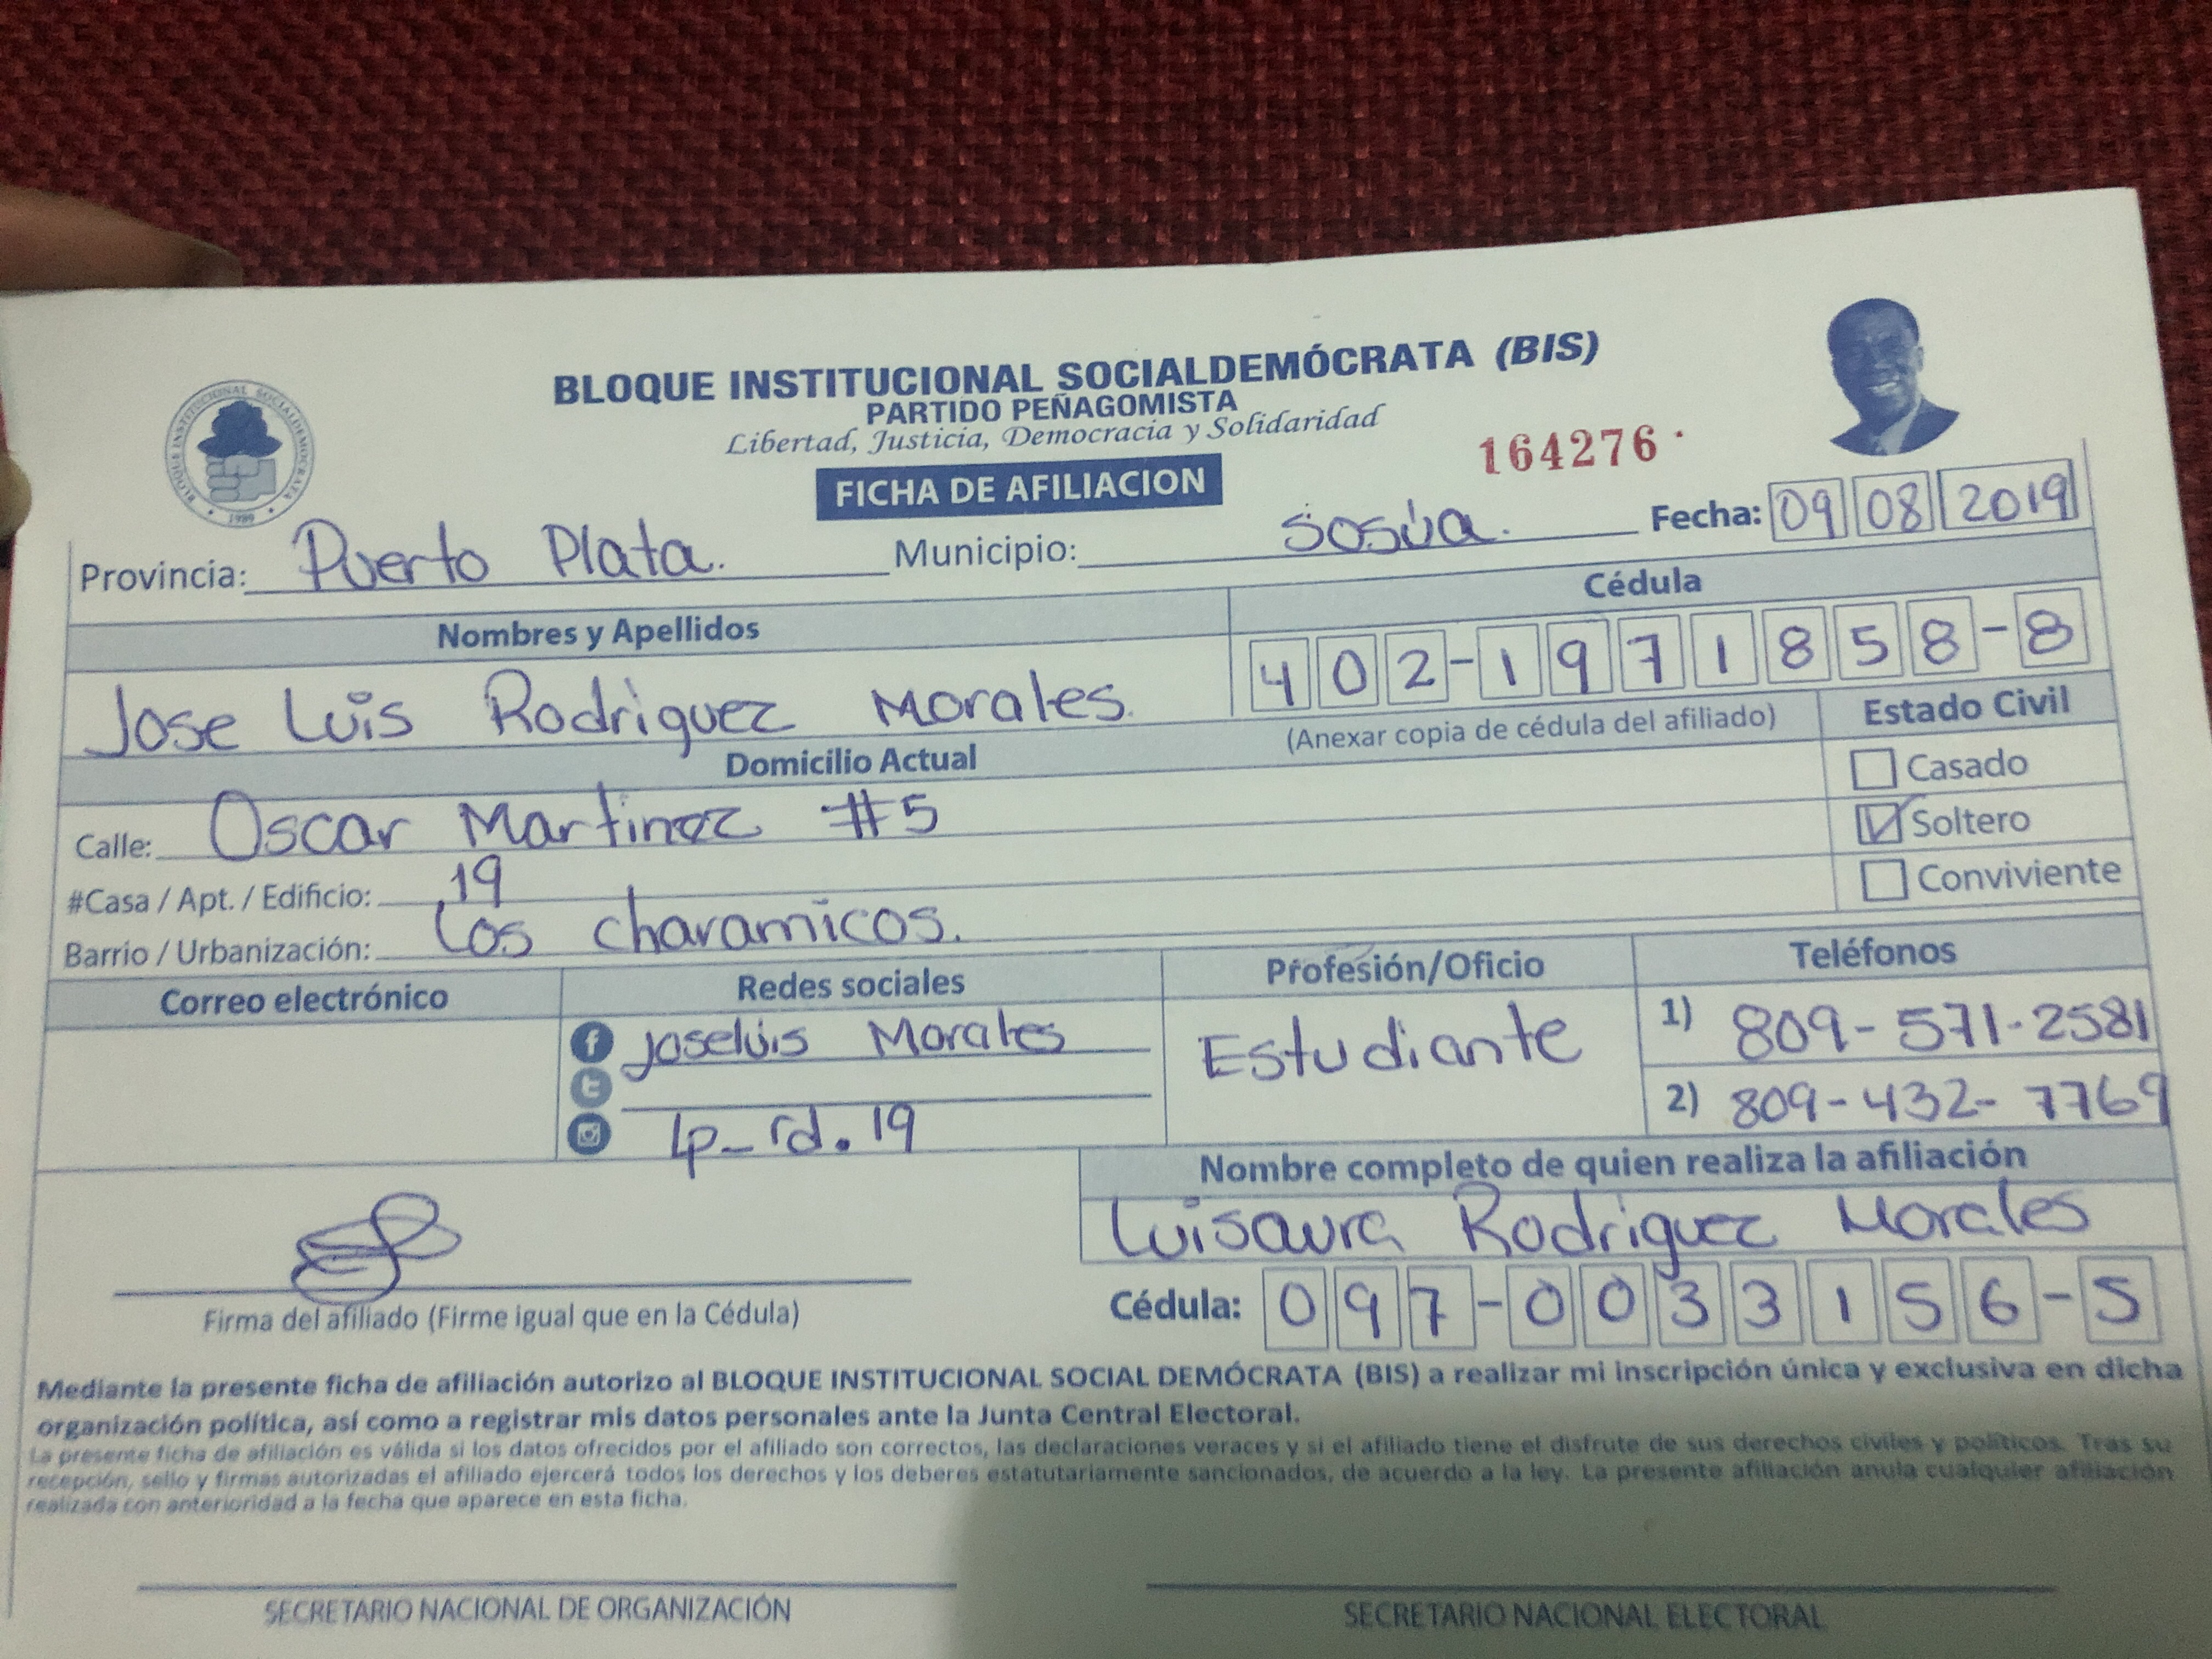 BLOQUE INSTITUCIONAL SOCIALDEMÓCRATA (BIS)
PARTIDO PEÑAGOMISTA
Libertad, Justicia, Democracia y Solidaridad
164276
BLOQUE INSTITUCIONAL SOCIALDEMOCRATA
1989
FICHA DE AFILIACION
Provincia: Puerto Plata. Municipio: Sosúa. Fecha: 09 08 2019
Nombres y Apellidos Cédula
Jose Luis Rodriguez Morales. 402-1971858-8
(Anexar copia de cédula del afiliado) Estado Civil
Domicilio Actual
Casado
Calle: Oscar Martinez #5
Soltero
#Casa / Apt. / Edificio: 19
Conviviente
Barrio / Urbanización: Los charamicos.
Correo electrónico Redes sociales Profesión/Oficio Teléfonos
Joseluis Morales Estudiante 1) 809-571-2581
lp_rd.19 2) 809-432-7769
Nombre completo de quien realiza la afiliación
Luisaura Rodriguez Morales
Cédula: 097-0033156-5
Firma del afiliado (Firme igual que en la Cédula)
Mediante la presente ficha de afiliación autorizo al BLOQUE INSTITUCIONAL SOCIAL DEMÓCRATA (BIS) a realizar mi inscripción única y exclusiva en dicha
organización política, así como a registrar mis datos personales ante la Junta Central Electoral.
La presente ficha de afiliación es válida si los datos ofrecidos por el afiliado son correctos, las declaraciones veraces y si el afiliado tiene el disfrute de sus derechos civiles y políticos. Tras su
recepción, sello y firmas autorizadas el afiliado ejercerá todos los derechos y los deberes estatutariamente sancionados, de acuerdo a la ley. La presente afiliación anula cualquier afiliación
realizada con anterioridad a la fecha que aparece en esta ficha.
SECRETARIO NACIONAL DE ORGANIZACIÓN SECRETARIO NACIONAL ELECTORAL